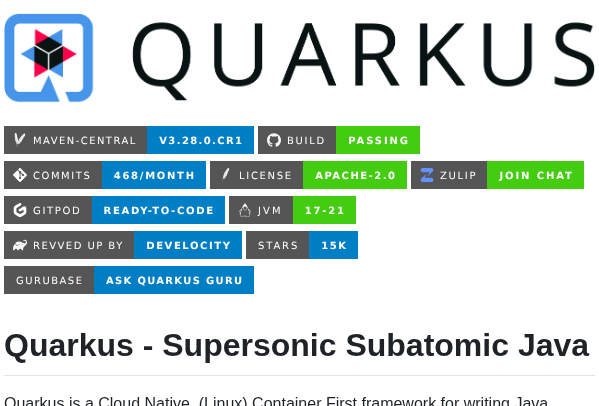 QUARKUS
MAVEN-CENTRAL V3.28.0.CR1 BUILD PASSING
COMMITS 468/MONTH LICENSE APACHE-2.0 ZULIP JOIN CHAT
GITPOD READY-TO-CODE JVM 17-21
REVVED UP BY DEVELOCITY STARS 15K
GURUBASE ASK QUARKUS GURU
Quarkus - Supersonic Subatomic Java
Quarkus is a Cloud Native, (Linux) Container First framework for writing Java